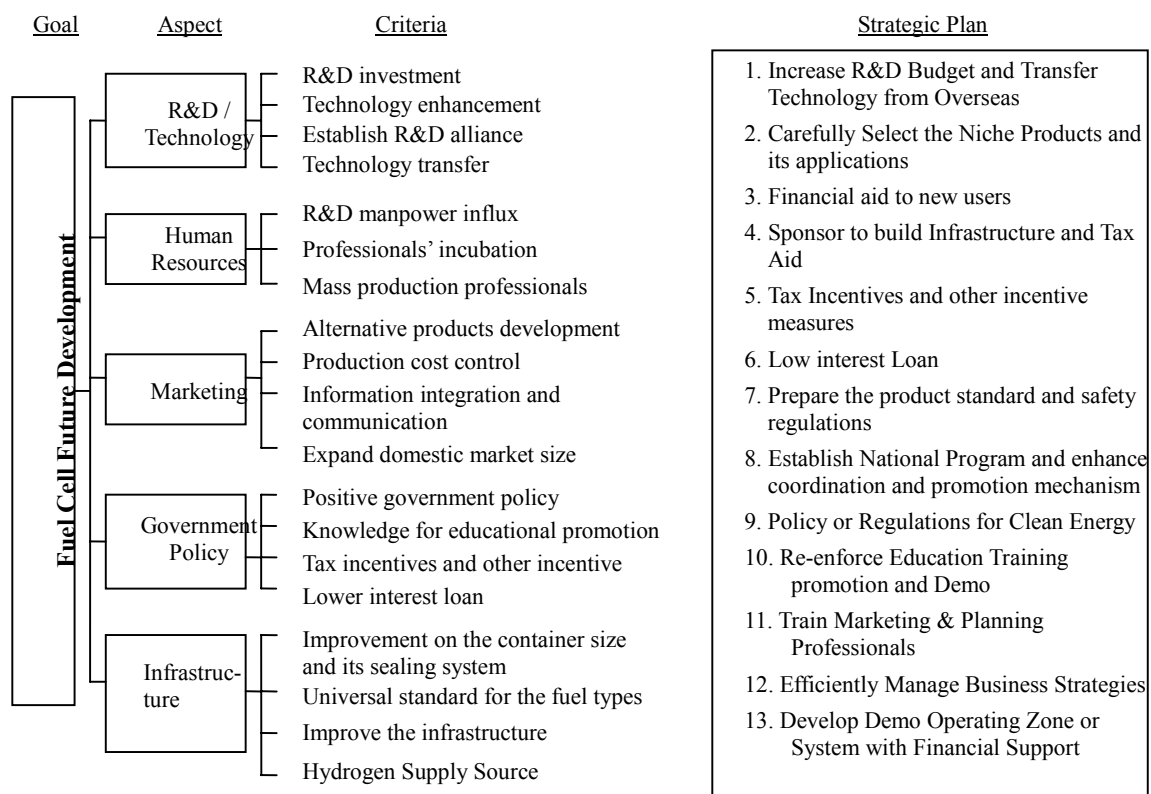 Goal
Aspect
Criteria
Strategic Plan
Fuel Cell Future Development
R&D /
Technology
R&D investment
Technology enhancement
Establish R&D alliance
Technology transfer
Human
Resources
R&D manpower influx
Professionals' incubation
Mass production professionals
Marketing
Alternative products development
Production cost control
Information integration and
communication
Expand domestic market size
Government
Policy
Positive government policy
Knowledge for educational promotion
Tax incentives and other incentive
Lower interest loan
Infrastruc-
ture
Improvement on the container size
and its sealing system
Universal standard for the fuel types
Improve the infrastructure
Hydrogen Supply Source
1. Increase R&D Budget and Transfer
Technology from Overseas
2. Carefully Select the Niche Products and
its applications
3. Financial aid to new users
4. Sponsor to build Infrastructure and Tax
Aid
5. Tax Incentives and other incentive
measures
6. Low interest Loan
7. Prepare the product standard and safety
regulations
8. Establish National Program and enhance
coordination and promotion mechanism
9. Policy or Regulations for Clean Energy
10. Re-enforce Education Training
promotion and Demo
11. Train Marketing & Planning
Professionals
12. Efficiently Manage Business Strategies
13. Develop Demo Operating Zone or
System with Financial Support